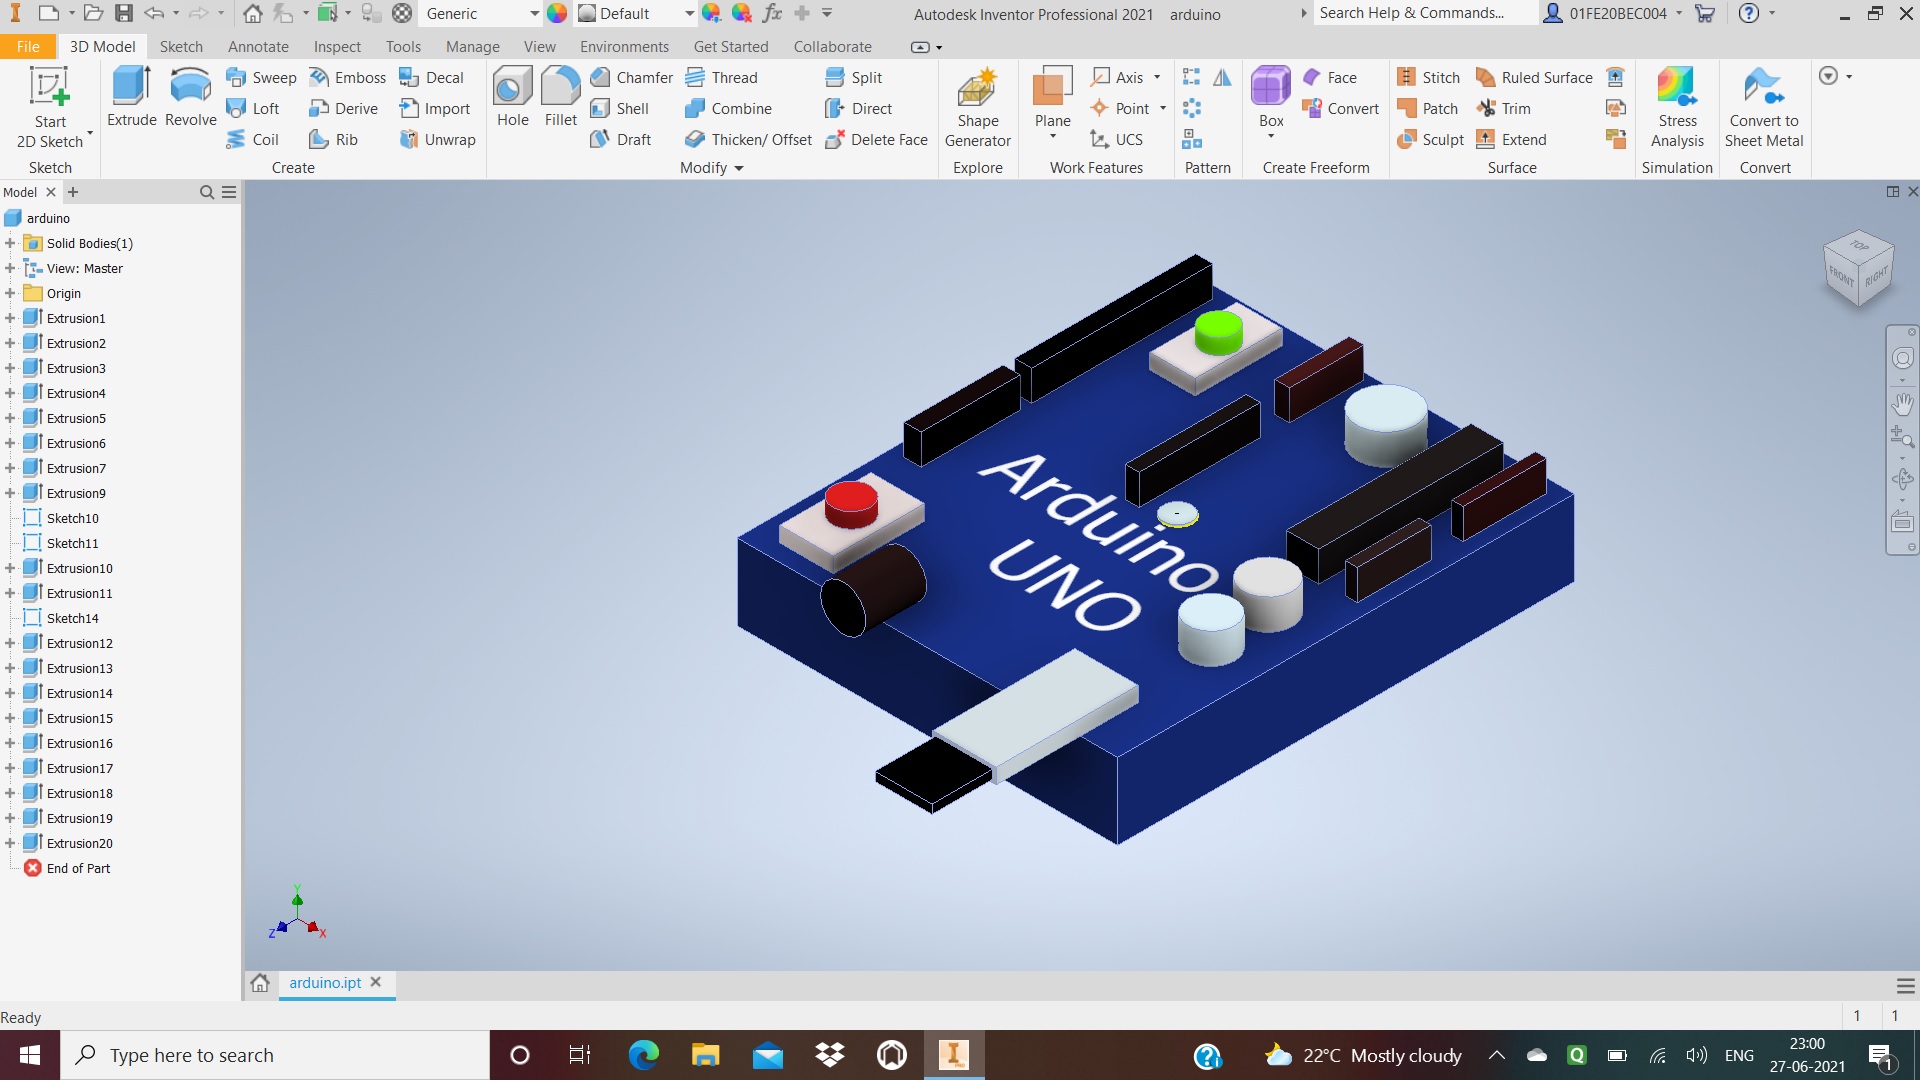 Generic
Default
Autodesk Inventor Professional 2021 arduino
Search Help & Commands...
01FE20BEC004
File 3D Model Sketch Annotate Inspect Tools Manage View Environments Get Started Collaborate
Start
2D Sketch
Sketch
Extrude Revolve
Sweep Emboss Decal
Loft Derive Import
Coil Rib Unwrap
Create
Hole Fillet
Chamfer Thread Split
Shell Combine Direct
Draft Thicken/ Offset Delete Face
Modify
Shape
Generator
Explore
Plane
Axis
Point
UCS
Work Features
Pattern
Box
Face
Convert
Create Freeform
Stitch Ruled Surface
Patch Trim
Sculpt Extend
Surface
Stress
Analysis
Simulation
Convert to
Sheet Metal
Convert
Model
arduino
Solid Bodies(1)
View: Master
Origin
Extrusion1
Extrusion2
Extrusion3
Extrusion4
Extrusion5
Extrusion6
Extrusion7
Extrusion9
Sketch10
Sketch11
Extrusion10
Extrusion11
Sketch14
Extrusion12
Extrusion13
Extrusion14
Extrusion15
Extrusion16
Extrusion17
Extrusion18
Extrusion19
Extrusion20
End of Part
Arduino
UNO
TOP
FRONT RIGHT
Y
Z X
arduino.ipt
Ready
1 1
Type here to search
22°C Mostly cloudy
ENG
23:00
27-06-2021
1